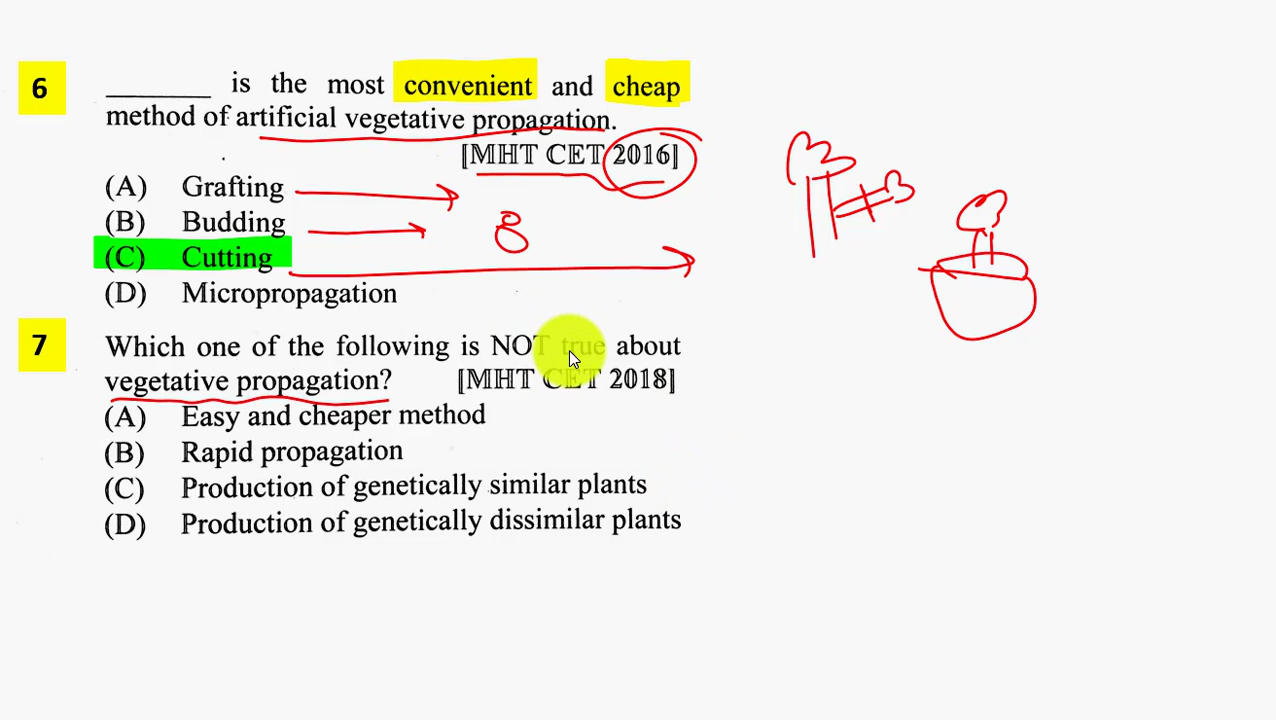 6
________ is the most convenient and cheap
method of artificial vegetative propagation.
[MHT CET 2016]
(A) Grafting
(B) Budding
(C) Cutting
(D) Micropropagation
7
Which one of the following is NOT true about
vegetative propagation? [MHT CET 2018]
(A) Easy and cheaper method
(B) Rapid propagation
(C) Production of genetically similar plants
(D) Production of genetically dissimilar plants